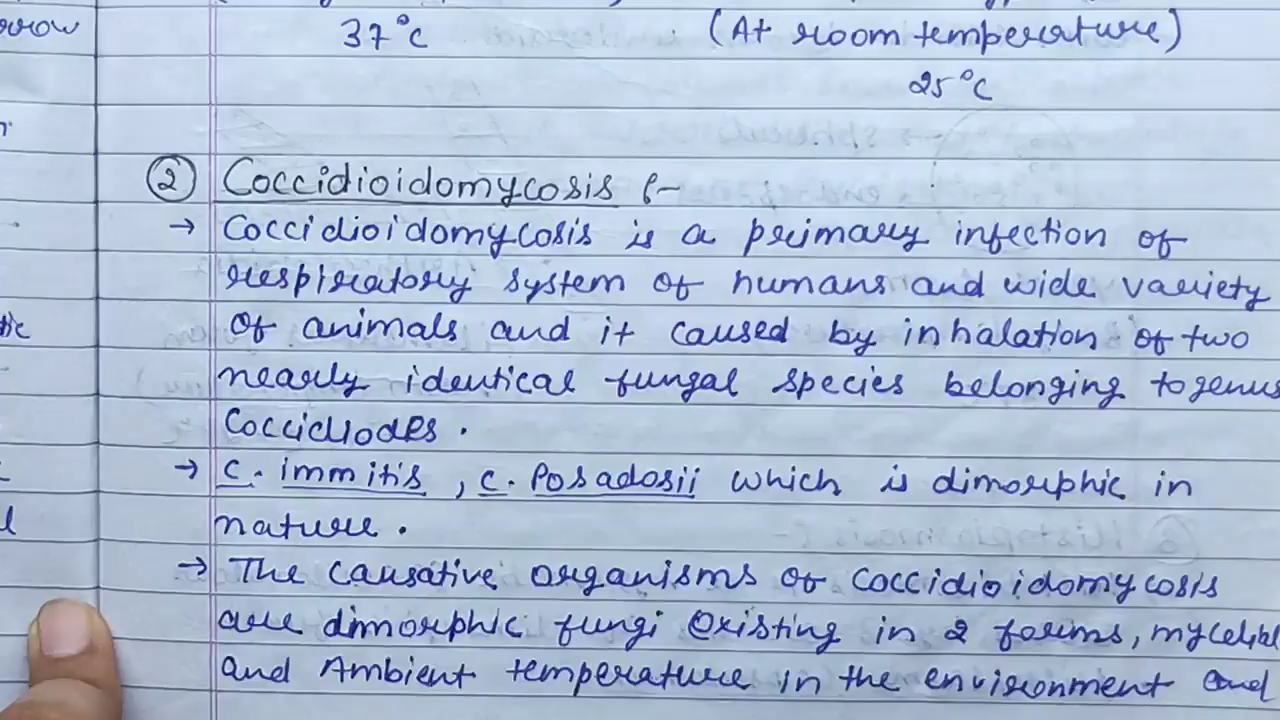 rrow
37°c
(At room temperature)
25°C
② Coccidioidomycosis :-
→ Coccidioidomycosis is a primary infection of
respiratory system of humans and wide variety
of animals and it caused by inhalation of two
nearly identical fungal species belonging to genus
Coccidiodes.
→ C. immitis, C. Posadosii which is dimorphic in
nature.
→ The causative organisms of coccidioidomycosis
are dimorphic fungi existing in 2 forms, mycelial
and Ambient temperature in the environment and